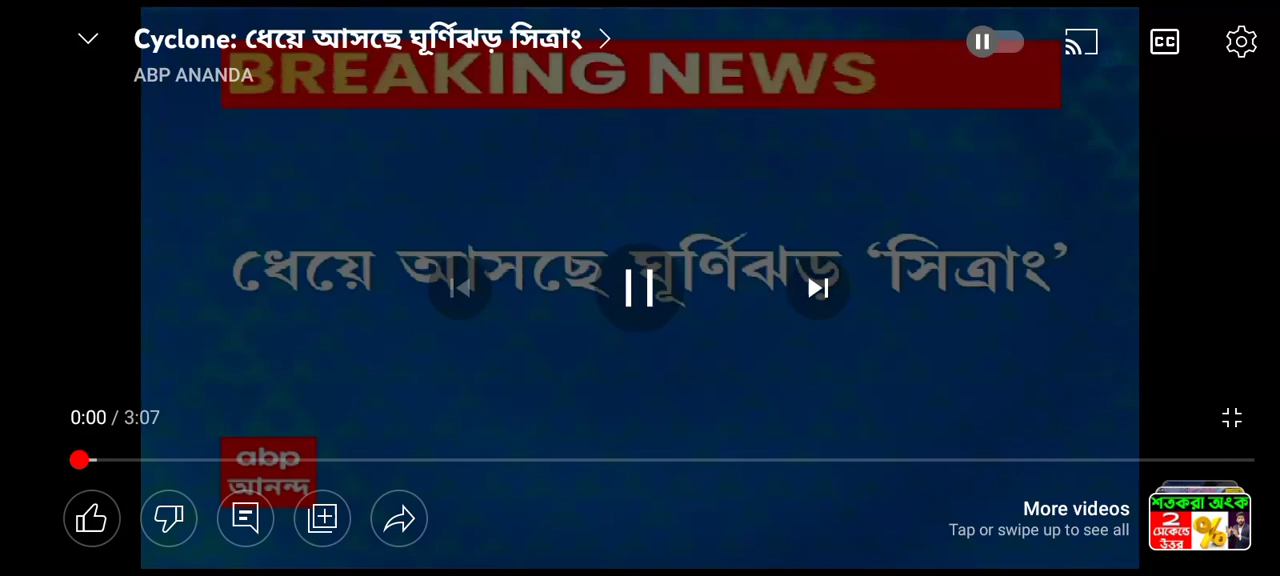 Cyclone: ধেয়ে আসছে ঘূর্ণিঝড় সিত্রাং
ABP ANANDA
BREAKING NEWS
CC
ধেয়ে আসছে ঘূর্ণিঝড় ‘সিত্রাং’
0:00 / 3:07
abp
আনন্দ
More videos
Tap or swipe up to see all
শতকরা অংক
2
সেকেন্ডে
উত্তর
%